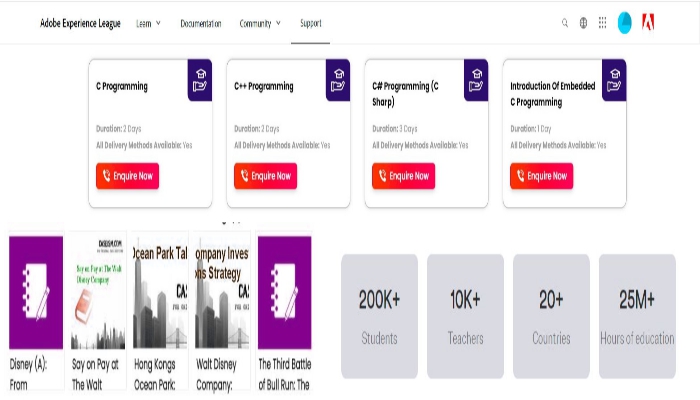 Adobe Experience League Learn Documentation Community Support
C Programming
Duration: 2 Days
All Delivery Methods Available: Yes
Enquire Now
C++ Programming
Duration: 2 Days
All Delivery Methods Available: Yes
Enquire Now
C# Programming (C
Sharp)
Duration: 3 Days
All Delivery Methods Available: Yes
Enquire Now
Introduction Of Embedded
C Programming
Duration: 1 Day
All Delivery Methods Available: Yes
Enquire Now
Disney (A):
From
Say on Pay at The Walt
Disney Company
Say on Pay at
The Walt
Ocean Park Tal
CA
Hong Kongs
Ocean Park:
ompany Inves
ons Strategy
CA
Walt Disney
Company:
The Third Battle
of Bull Run: The
200K+
Students
10K+
Teachers
20+
Countries
25M+
Hours of education